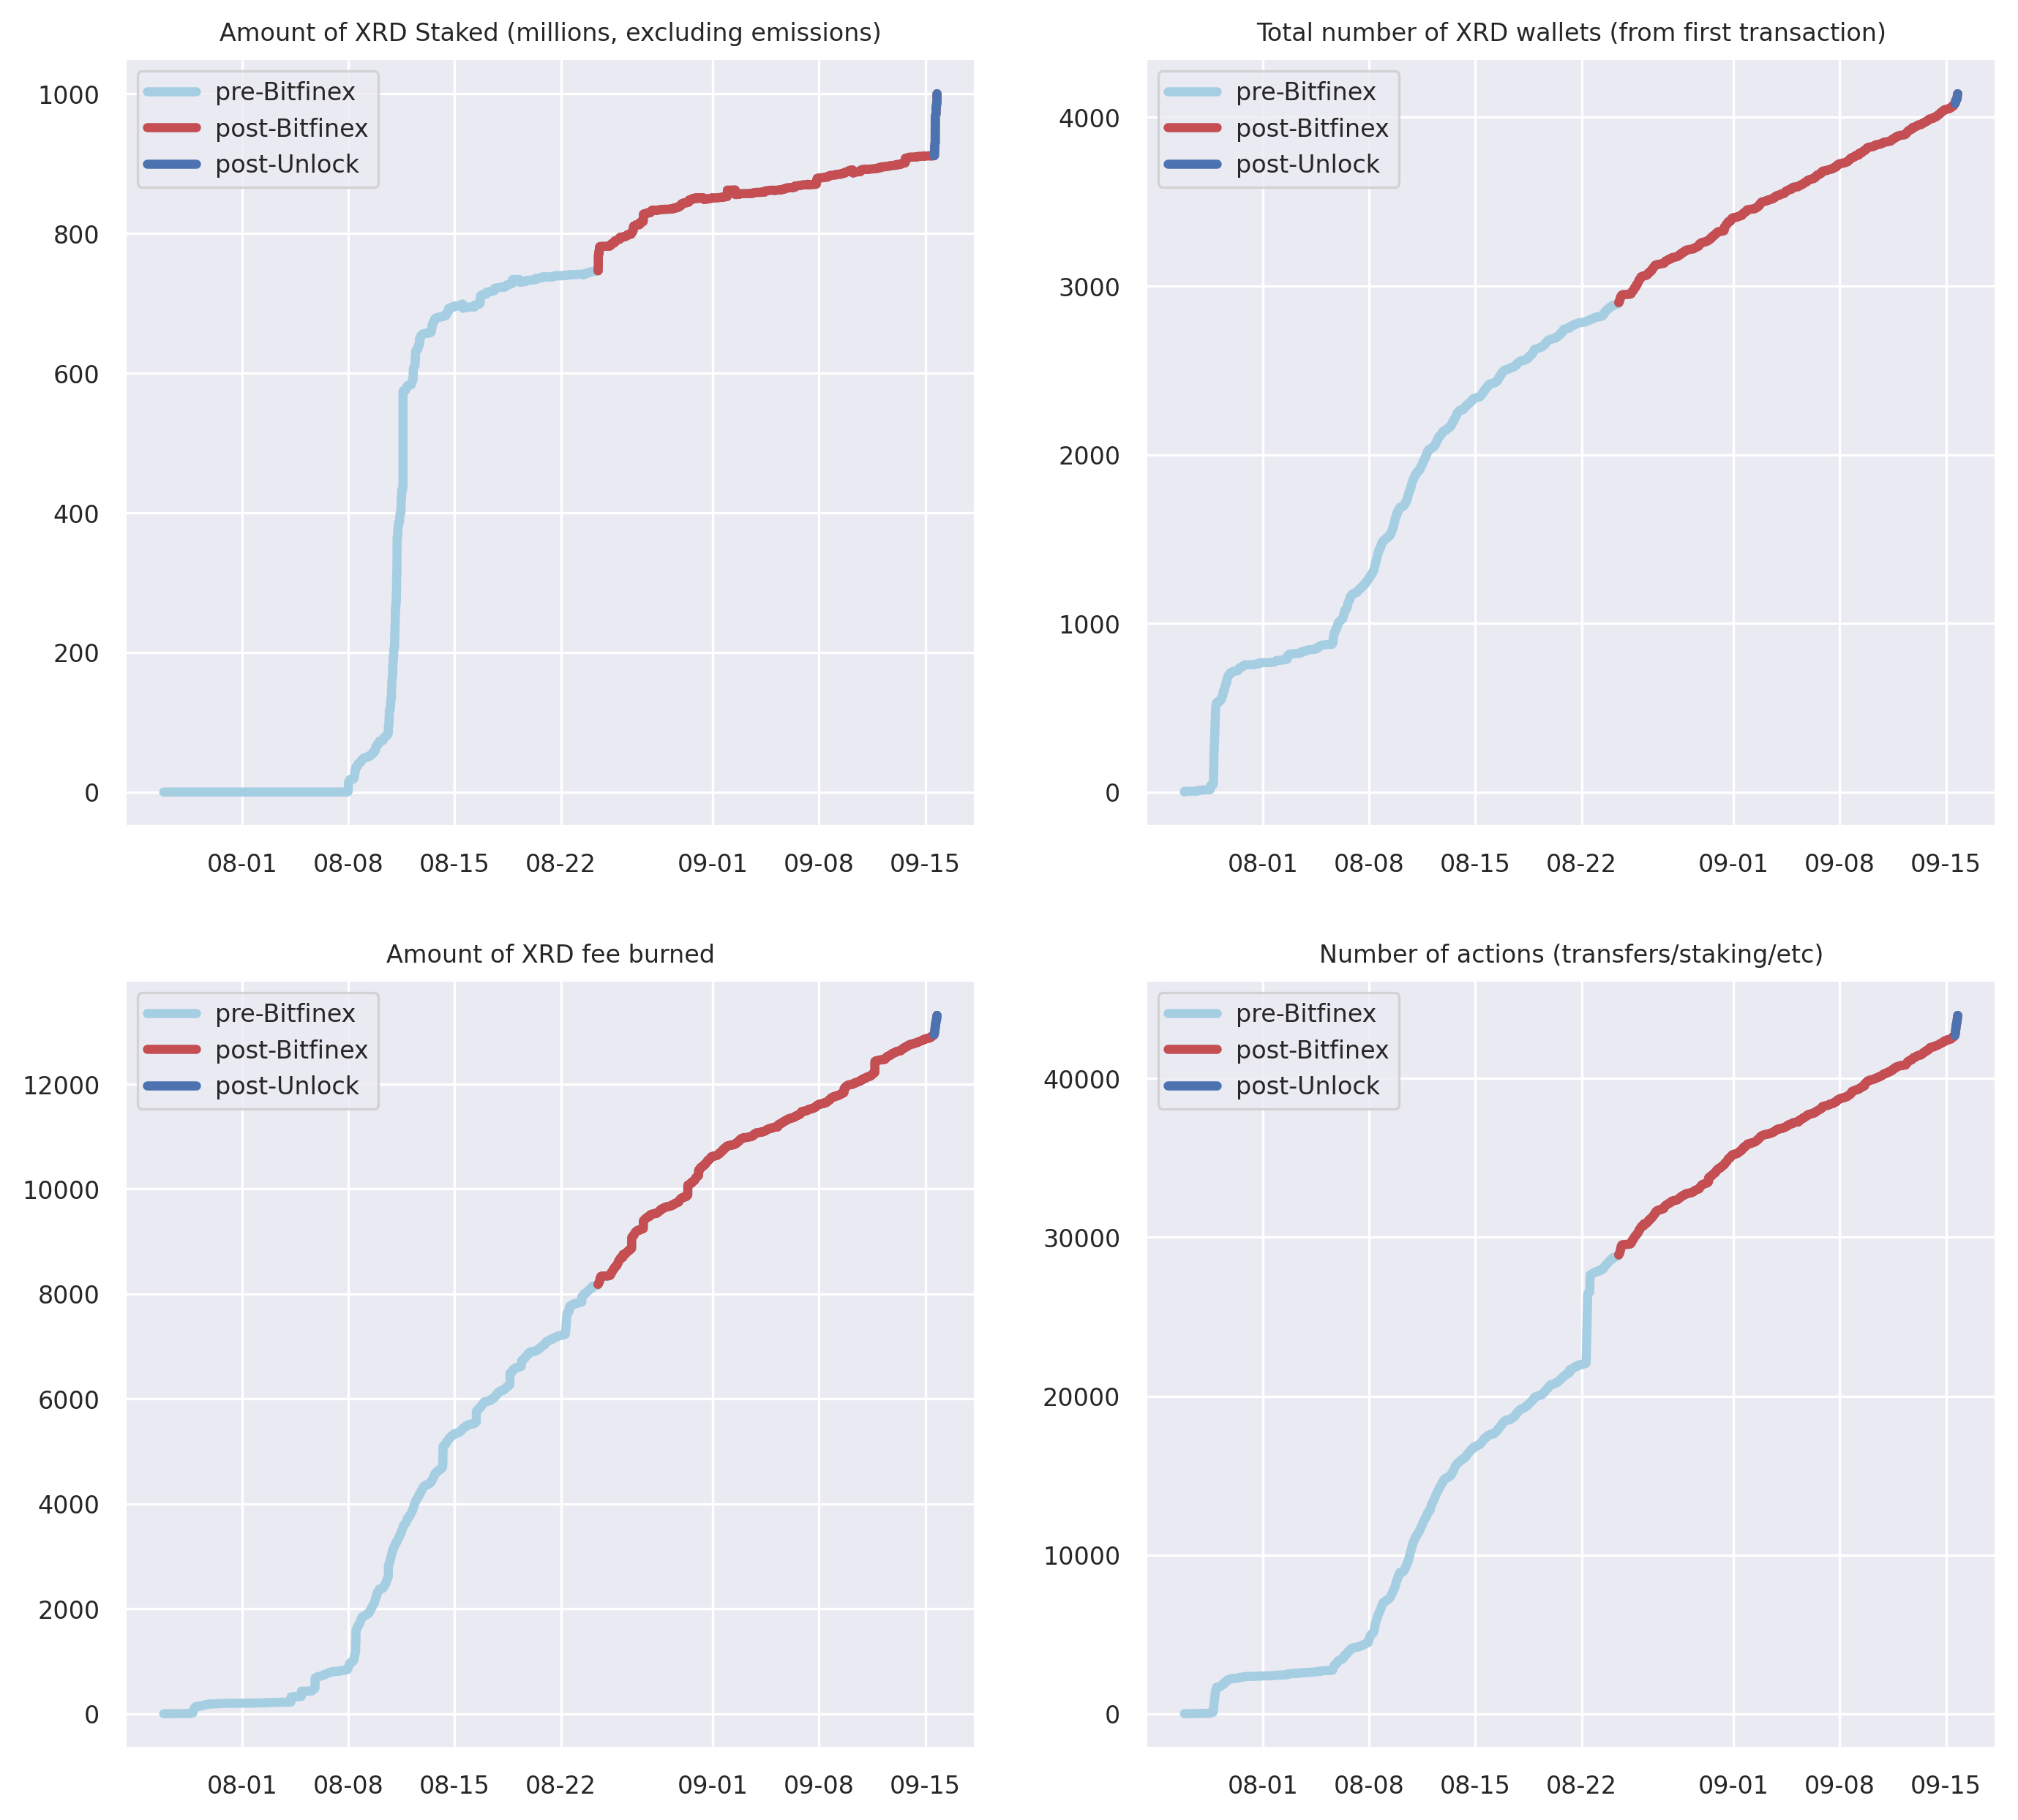 Amount of XRD Staked (millions, excluding emissions)
pre-Bitfinex
post-Bitfinex
post-Unlock
1000
800
600
400
200
0
08-01 08-08 08-15 08-22 09-01 09-08 09-15
Total number of XRD wallets (from first transaction)
pre-Bitfinex
post-Bitfinex
post-Unlock
4000
3000
2000
1000
0
08-01 08-08 08-15 08-22 09-01 09-08 09-15
Amount of XRD fee burned
pre-Bitfinex
post-Bitfinex
post-Unlock
12000
10000
8000
6000
4000
2000
0
08-01 08-08 08-15 08-22 09-01 09-08 09-15
Number of actions (transfers/staking/etc)
pre-Bitfinex
post-Bitfinex
post-Unlock
40000
30000
20000
10000
0
08-01 08-08 08-15 08-22 09-01 09-08 09-15